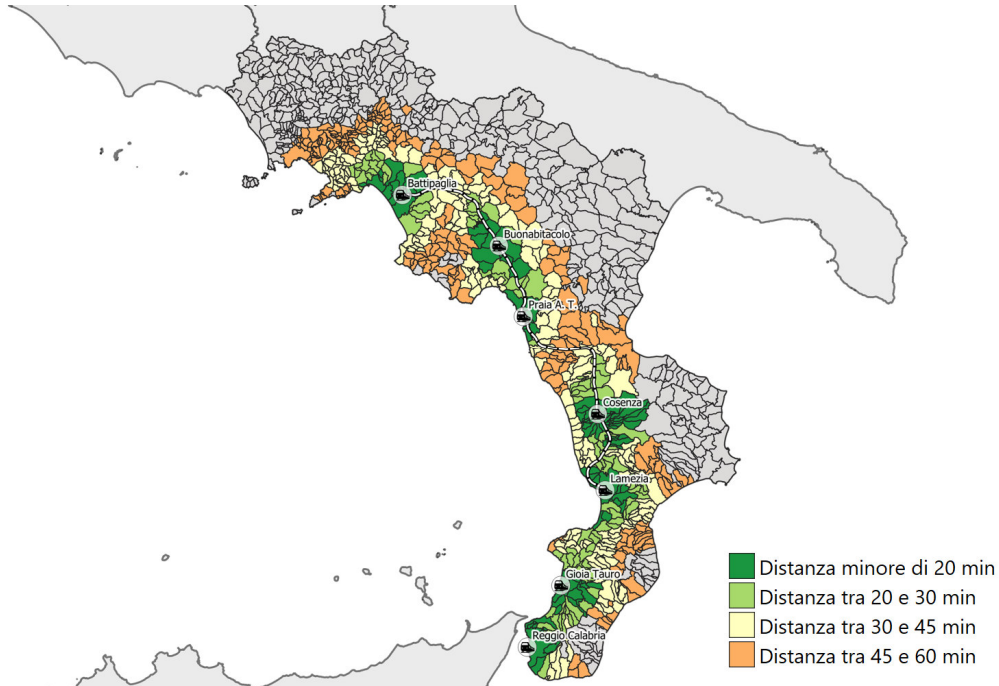 Battipaglia
Buonabitacolo
Praia A. T.
Cosenza
Lamezia
Gioia Tauro
Reggio Calabria
Distanza minore di 20 min
Distanza tra 20 e 30 min
Distanza tra 30 e 45 min
Distanza tra 45 e 60 min